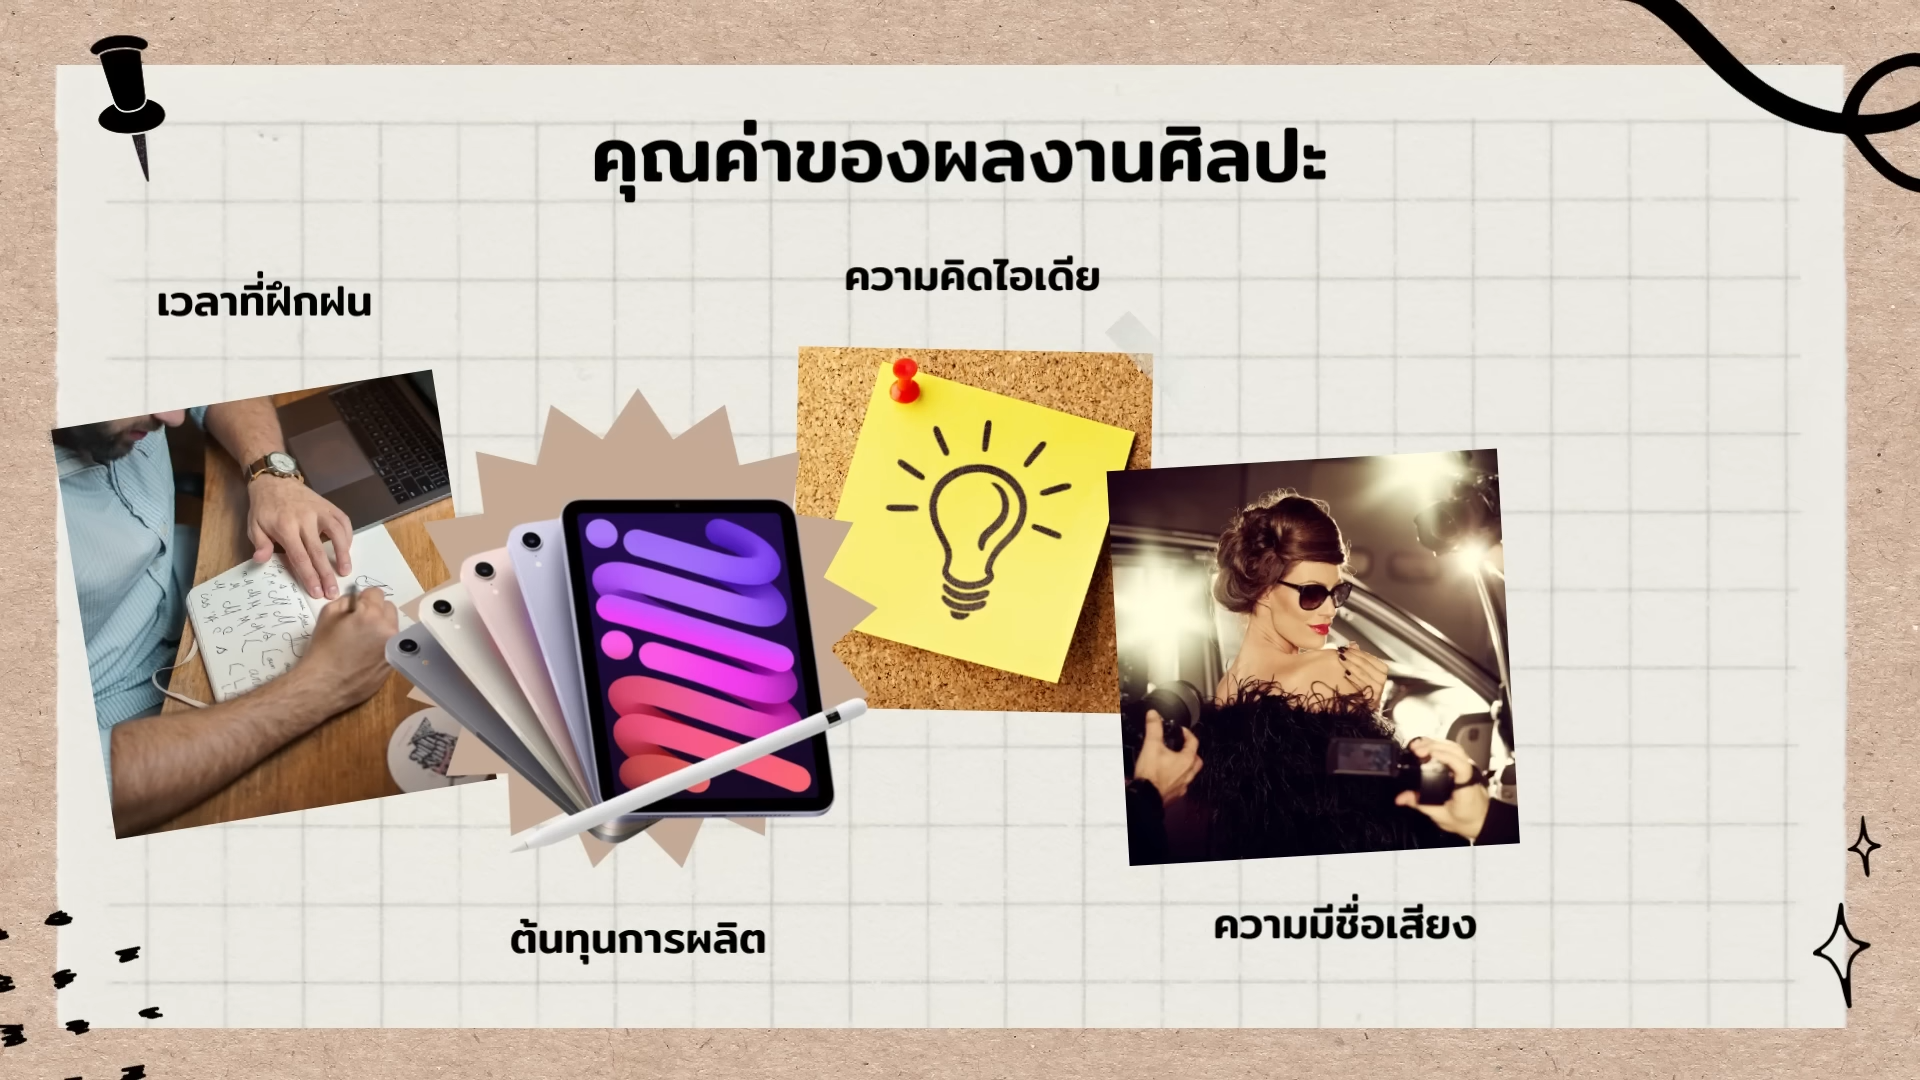 คุณค่าของผลงานศิลปะ
เวลาที่ฝึกฝน
ความคิดไอเดีย
ต้นทุนการผลิต
ความมีชื่อเสียง